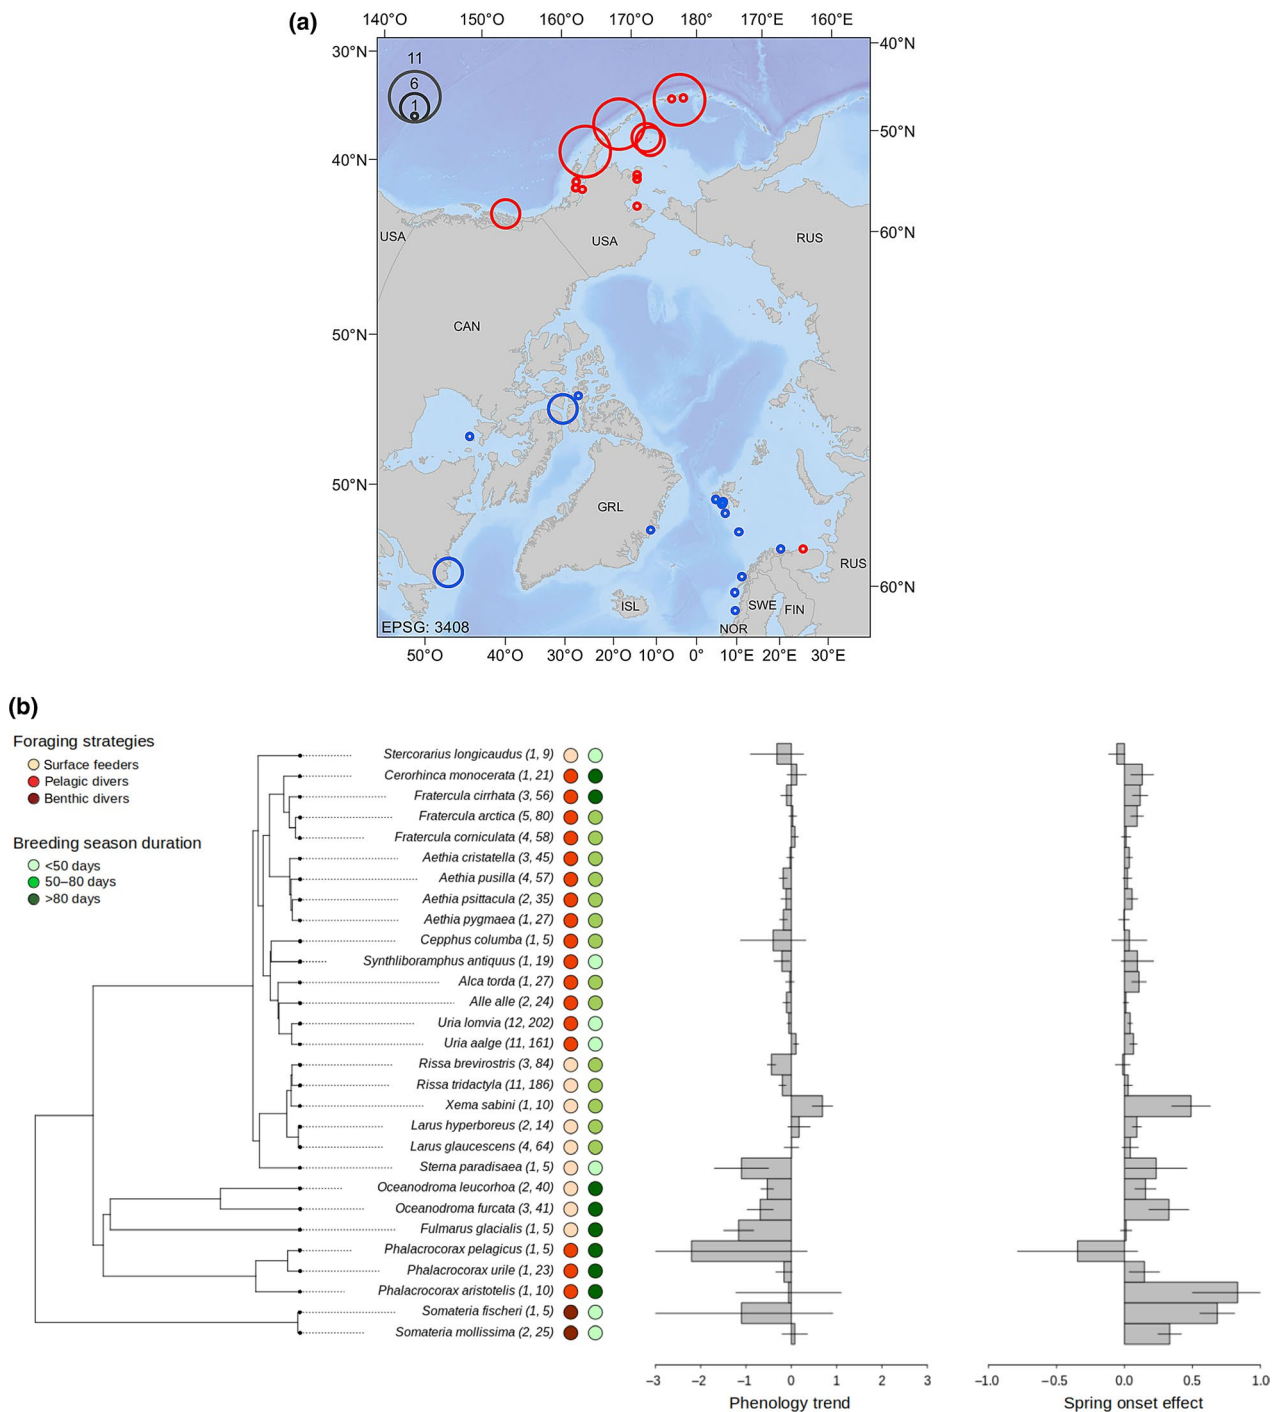 (a)
140°O 150°O 160°O 170°O 180° 170°E 160°E
30°N 40°N
11
6
1
50°N
40°N
USA USA RUS 60°N
CAN
50°N
50°N
GRL
RUS
60°N
ISL SWE FIN
EPSG: 3408 NOR
50°O 40°O 30°O 20°O 10°O 0° 10°E 20°E 30°E
(b)
Foraging strategies
Surface feeders
Pelagic divers
Benthic divers
Breeding season duration
<50 days
50–80 days
>80 days
Stercorarius longicaudus (1, 9)
Cerorhinca monocerata (1, 21)
Fratercula cirrhata (3, 56)
Fratercula arctica (5, 80)
Fratercula corniculata (4, 58)
Aethia cristatella (3, 45)
Aethia pusilla (4, 57)
Aethia psittacula (2, 35)
Aethia pygmaea (1, 27)
Cepphus columba (1, 5)
Synthliboramphus antiquus (1, 19)
Alca torda (1, 27)
Alle alle (2, 24)
Uria lomvia (12, 202)
Uria aalge (11, 161)
Rissa brevirostris (3, 84)
Rissa tridactyla (11, 186)
Xema sabini (1, 10)
Larus hyperboreus (2, 14)
Larus glaucescens (4, 64)
Sterna paradisaea (1, 5)
Oceanodroma leucorhoa (2, 40)
Oceanodroma furcata (3, 41)
Fulmarus glacialis (1, 5)
Phalacrocorax pelagicus (1, 5)
Phalacrocorax urile (1, 23)
Phalacrocorax aristotelis (1, 10)
Somateria fischeri (1, 5)
Somateria mollissima (2, 25)
−3 −2 −1 0 1 2 3
Phenology trend
−1.0 −0.5 0.0 0.5 1.0
Spring onset effect